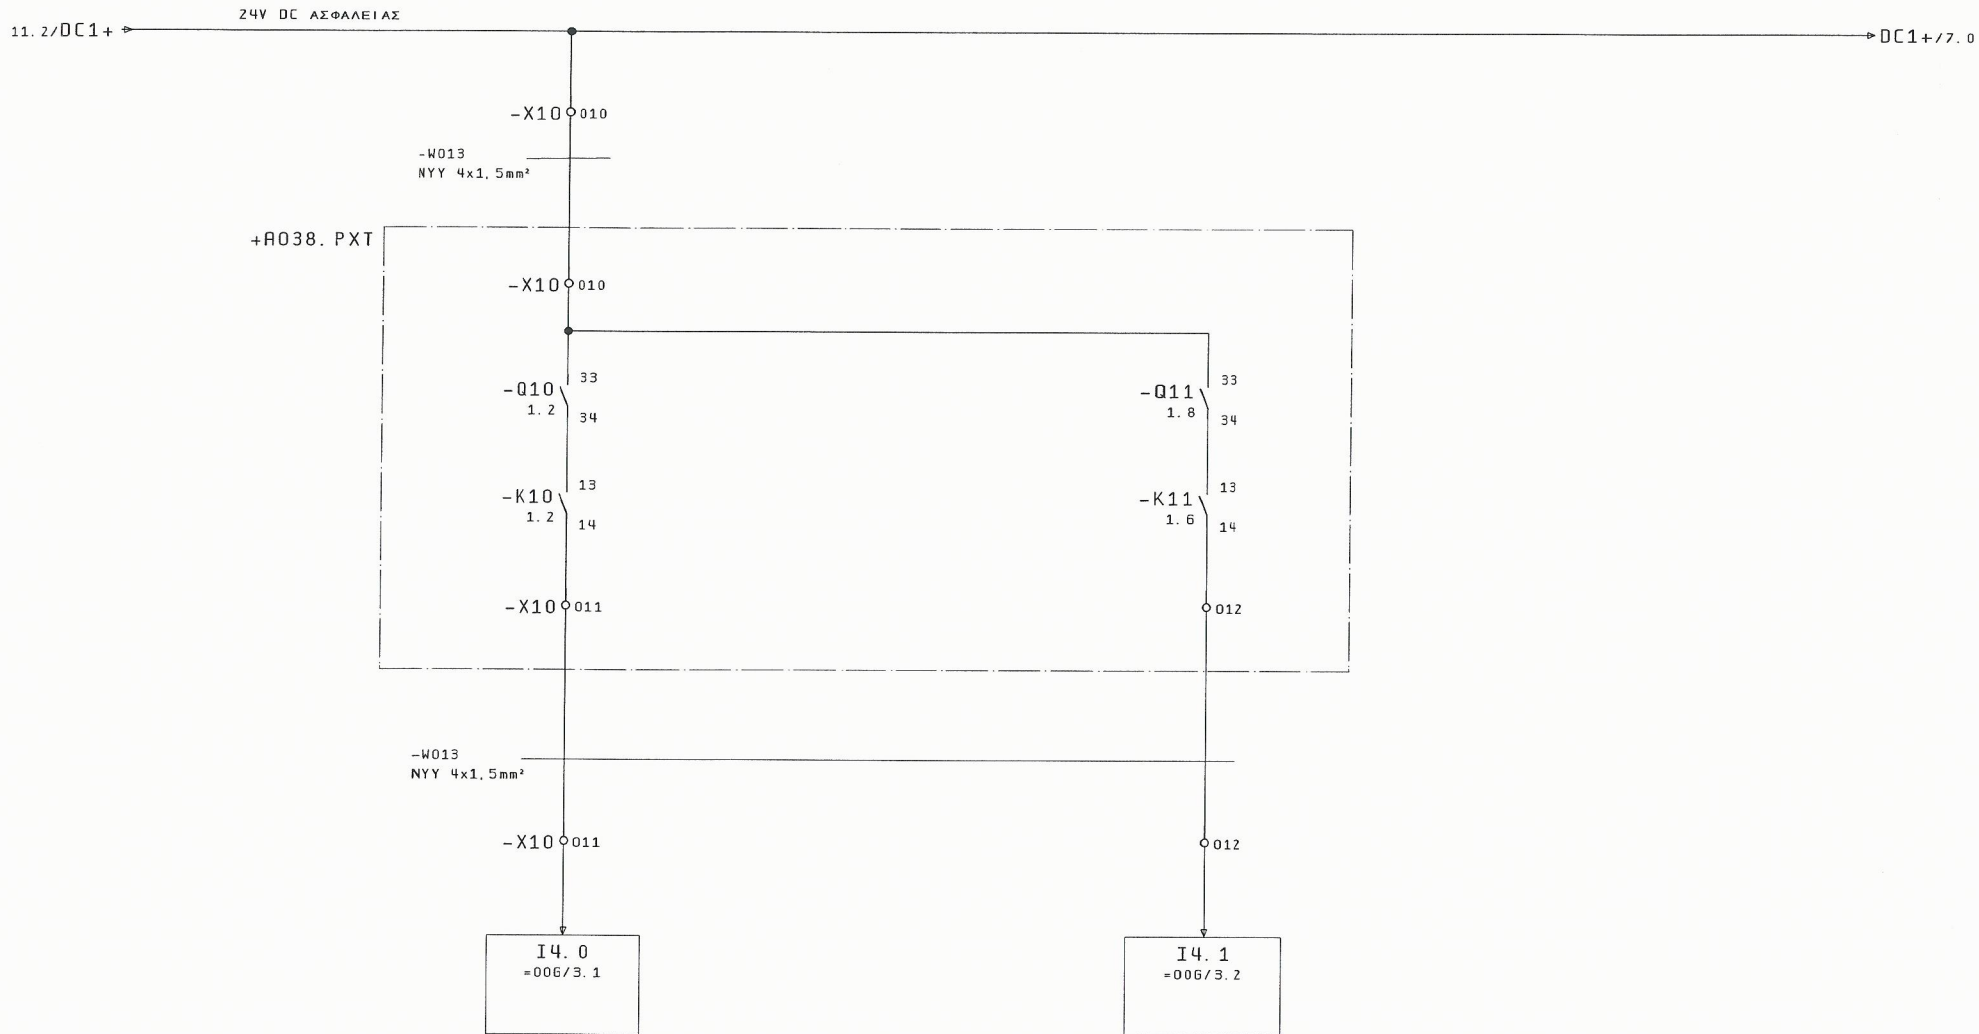 24V DC ΑΣΦΑΛΕΙΑΣ
11.2/DC1+
DC1+/7.0
-X10 010
-W013
NYY 4x1,5mm²
+A038.PXT
-X10 010
-Q10 33
1.2 34
-Q11 33
1.8 34
-K10 13
1.2 14
-K11 13
1.6 14
-X10 011
012
-W013
NYY 4x1,5mm²
-X10 011
012
I4.0
=006/3.1
I4.1
=006/3.2